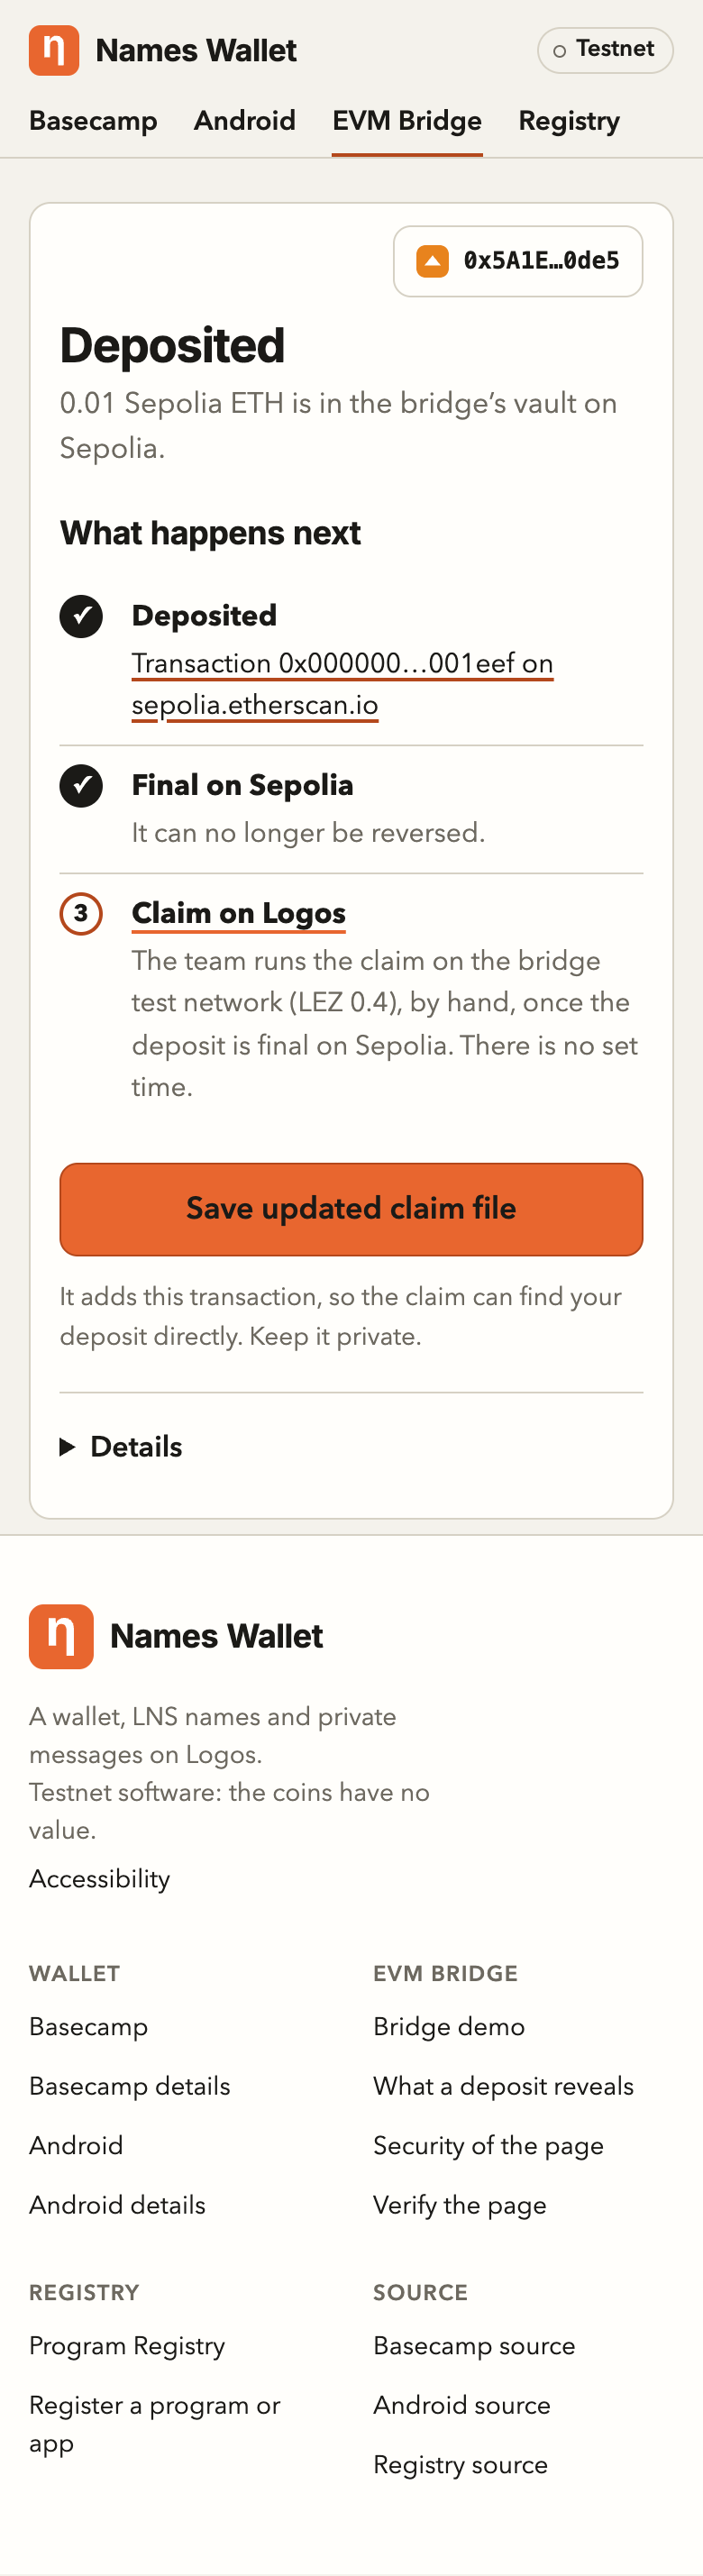 η Names Wallet
Testnet
Basecamp Android EVM Bridge Registry
0x5A1E…0de5
Deposited
0.01 Sepolia ETH is in the bridge’s vault on
Sepolia.
What happens next
Deposited
Transaction 0x000000…001eef on
sepolia.etherscan.io
Final on Sepolia
It can no longer be reversed.
3
Claim on Logos
The team runs the claim on the bridge
test network (LEZ 0.4), by hand, once the
deposit is final on Sepolia. There is no set
time.
Save updated claim file
It adds this transaction, so the claim can find your
deposit directly. Keep it private.
Details
η Names Wallet
A wallet, LNS names and private
messages on Logos.
Testnet software: the coins have no
value.
Accessibility
WALLET
Basecamp
Basecamp details
Android
Android details
EVM BRIDGE
Bridge demo
What a deposit reveals
Security of the page
Verify the page
REGISTRY
Program Registry
Register a program or
app
SOURCE
Basecamp source
Android source
Registry source